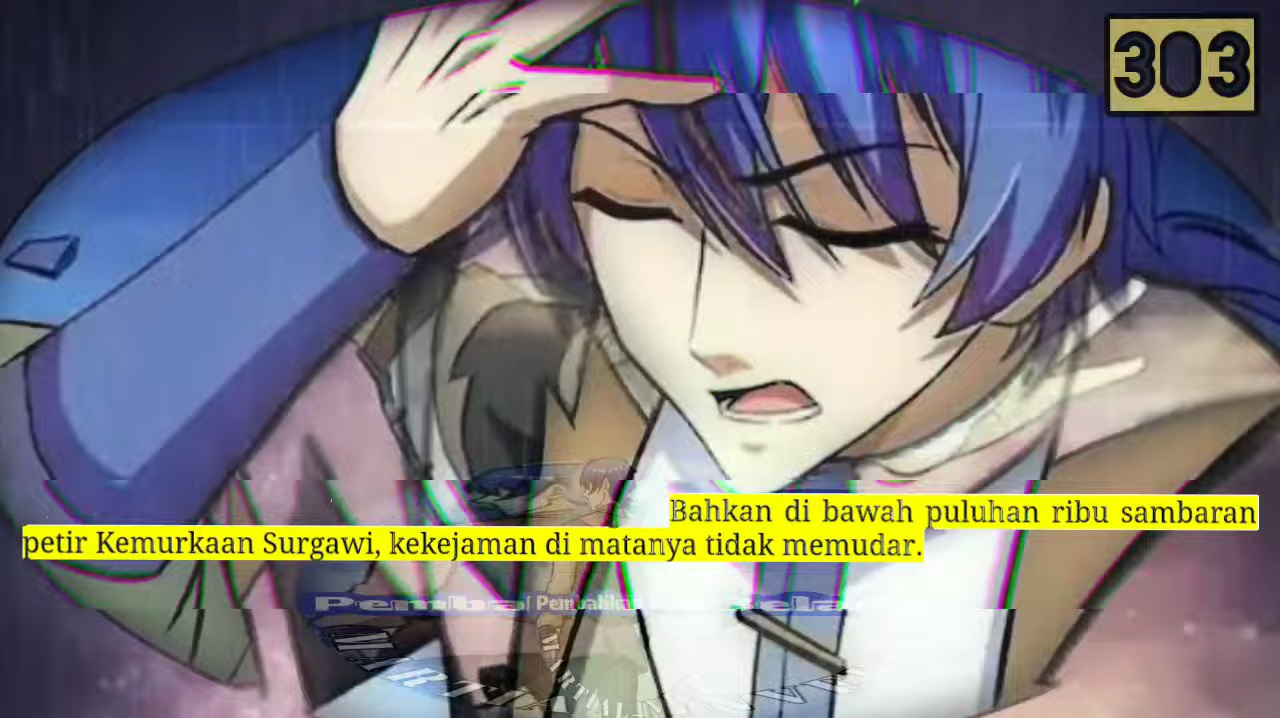 303
Bahkan di bawah puluhan ribu sambaran
petir Kemurkaan Surgawi, kekejaman di matanya tidak memudar.